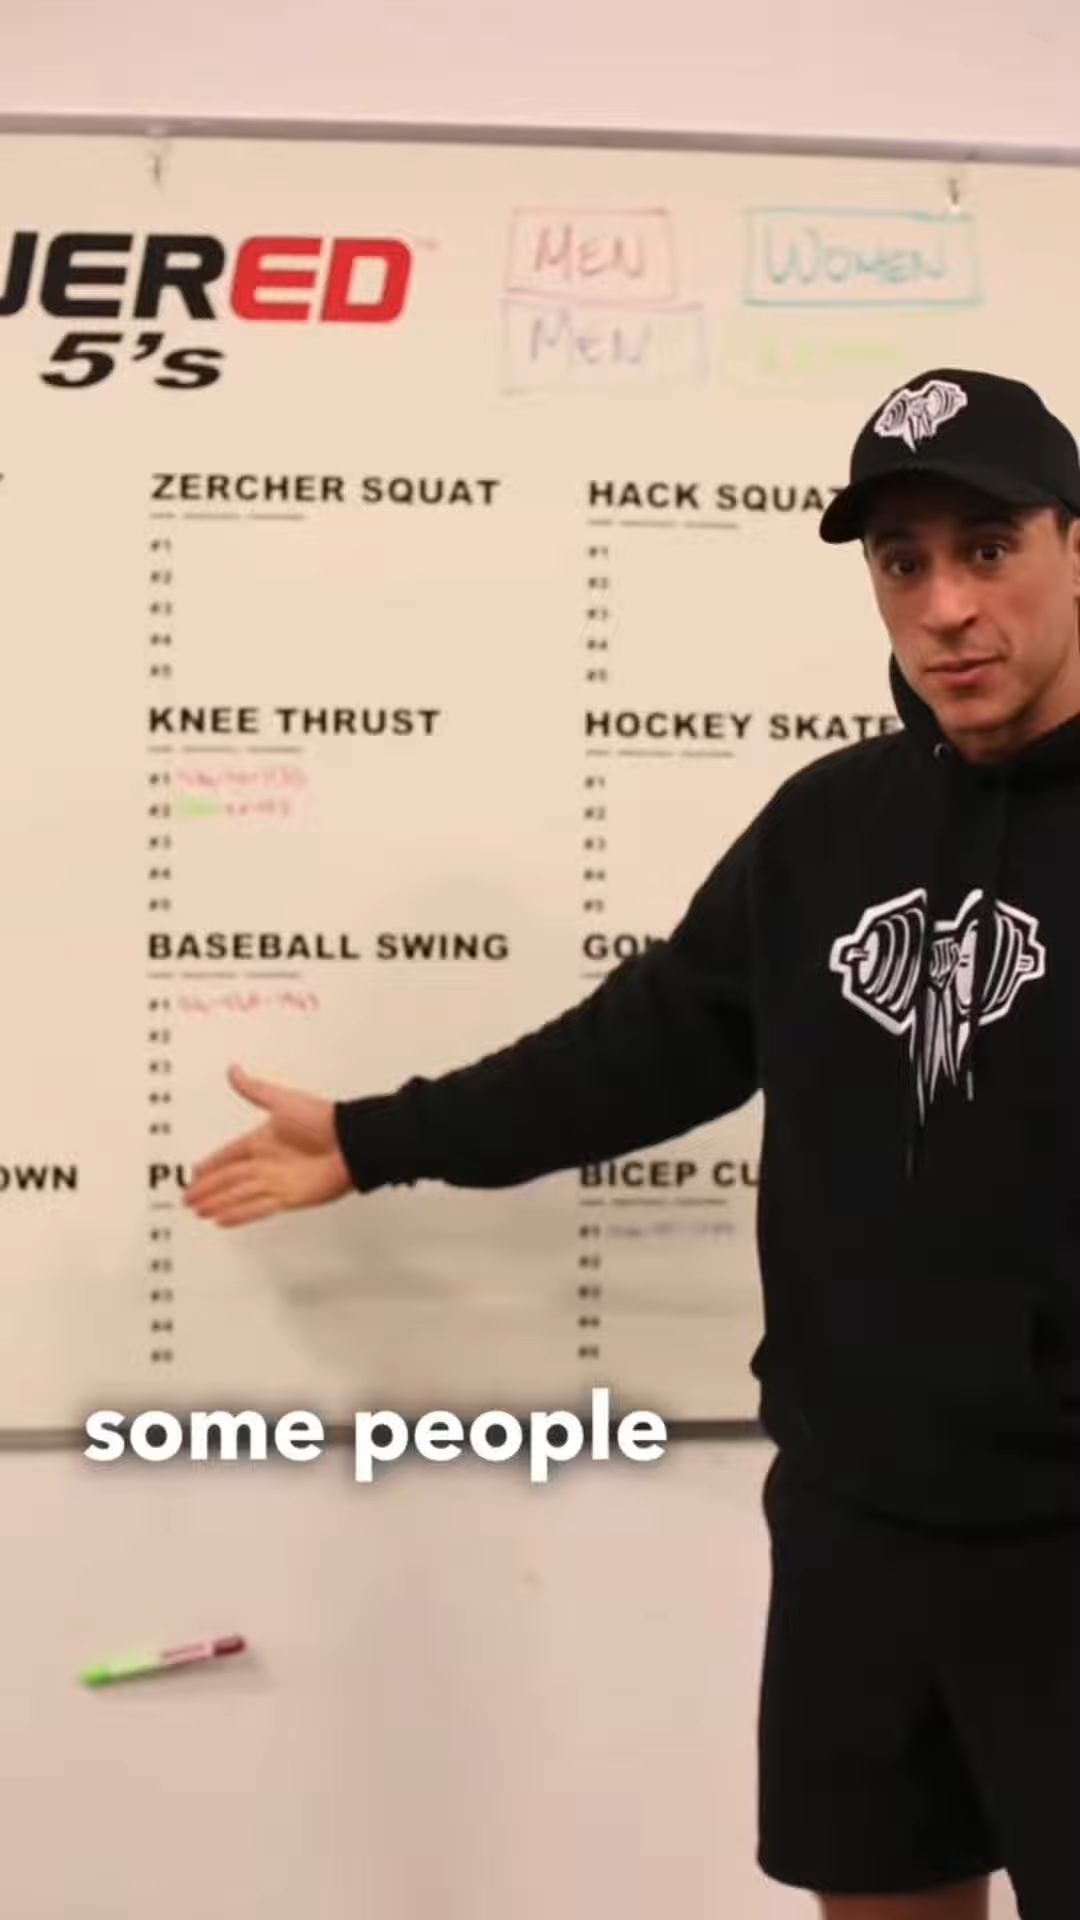 UERED
5's
MEN
WOMEN
MEN
ZERCHER SQUAT
HACK SQUAT
#1
#2
#3
#4
#5
#1
#2
#3
#4
#5
KNEE THRUST
HOCKEY SKATE
#1
#2
#3
#4
#5
#1
#2
#3
#4
#5
BASEBALL SWING
GO
#1
#2
#3
#4
#5
OWN
PU
BICEP CU
#1
#2
#3
#4
#5
#1
#2
#3
#4
#5
some people